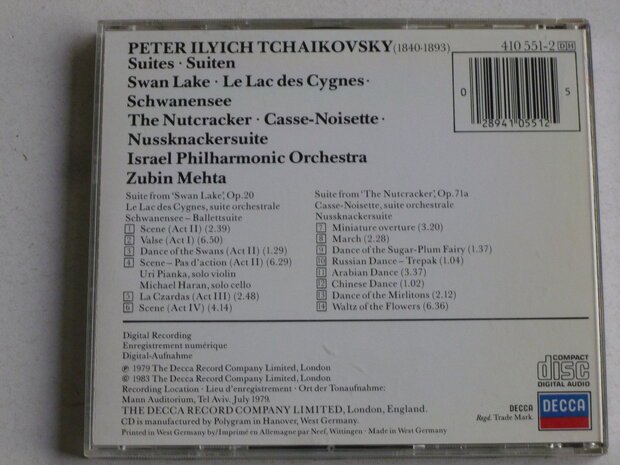 PETER ILYICH TCHAIKOVSKY (1840-1893) 410 551-2 DH
Suites · Suiten
Swan Lake · Le Lac des Cygnes ·
Schwanensee
The Nutcracker · Casse-Noisette ·
Nussknackersuite
Israel Philharmonic Orchestra
Zubin Mehta
0 28941 05512 5
Suite from 'Swan Lake', Op.20
Le Lac des Cygnes, suite orchestrale
Schwanensee – Ballettsuite
1 Scene (Act II) (2.39)
2 Valse (Act I) (6.50)
3 Dance of the Swans (Act II) (1.29)
4 Scene – Pas d'action (Act II) (6.29)
Uri Pianka, solo violin
Michael Haran, solo cello
5 La Czardas (Act III) (2.48)
6 Scene (Act IV) (4.14)
Suite from 'The Nutcracker', Op.71a
Casse-Noisette, suite orchestrale
Nussknackersuite
7 Miniature overture (3.20)
8 March (2.28)
9 Dance of the Sugar-Plum Fairy (1.37)
10 Russian Dance – Trepak (1.04)
11 Arabian Dance (3.37)
12 Chinese Dance (1.02)
13 Dance of the Mirlitons (2.12)
14 Waltz of the Flowers (6.36)
Digital Recording
Enregistrement numérique
Digital-Aufnahme
℗ 1979 The Decca Record Company Limited, London
© 1983 The Decca Record Company Limited, London
Recording Location · Lieu d'enregistrement · Ort der Tonaufnahme:
Mann Auditorium, Tel Aviv. July 1979.
THE DECCA RECORD COMPANY LIMITED, London, England.
CD is manufactured by Polygram in Hanover, West Germany.
Printed in West Germany by/Imprimé en Allemagne par Neef, Wittingen · Made in West Germany
COMPACT
disc
DIGITAL AUDIO
DECCA
Regd. Trade Mark.
DECCA